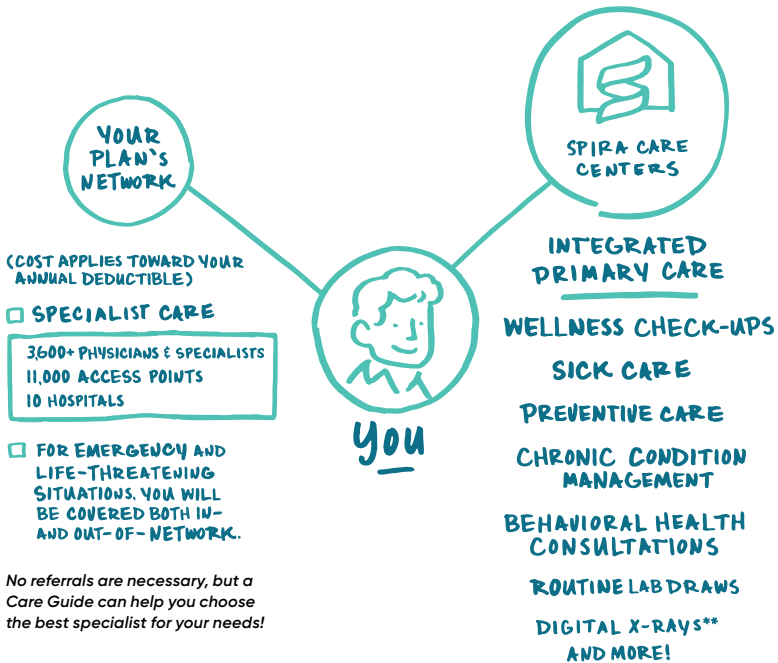 YOUR
PLAN'S
NETWORK
(COST APPLIES TOWARD YOUR
ANNUAL DEDUCTIBLE)
SPECIALIST CARE
3,600+ PHYSICIANS & SPECIALISTS
11,000 ACCESS POINTS
10 HOSPITALS
FOR EMERGENCY AND
LIFE-THREATENING
SITUATIONS, YOU WILL
BE COVERED BOTH IN-
AND OUT-OF-NETWORK.
No referrals are necessary, but a
Care Guide can help you choose
the best specialist for your needs!
YOU
SPIRA CARE
CENTERS
INTEGRATED
PRIMARY CARE
WELLNESS CHECK-UPS
SICK CARE
PREVENTIVE CARE
CHRONIC CONDITION
MANAGEMENT
BEHAVIORAL HEALTH
CONSULTATIONS
ROUTINE LAB DRAWS
DIGITAL X-RAYS**
AND MORE!